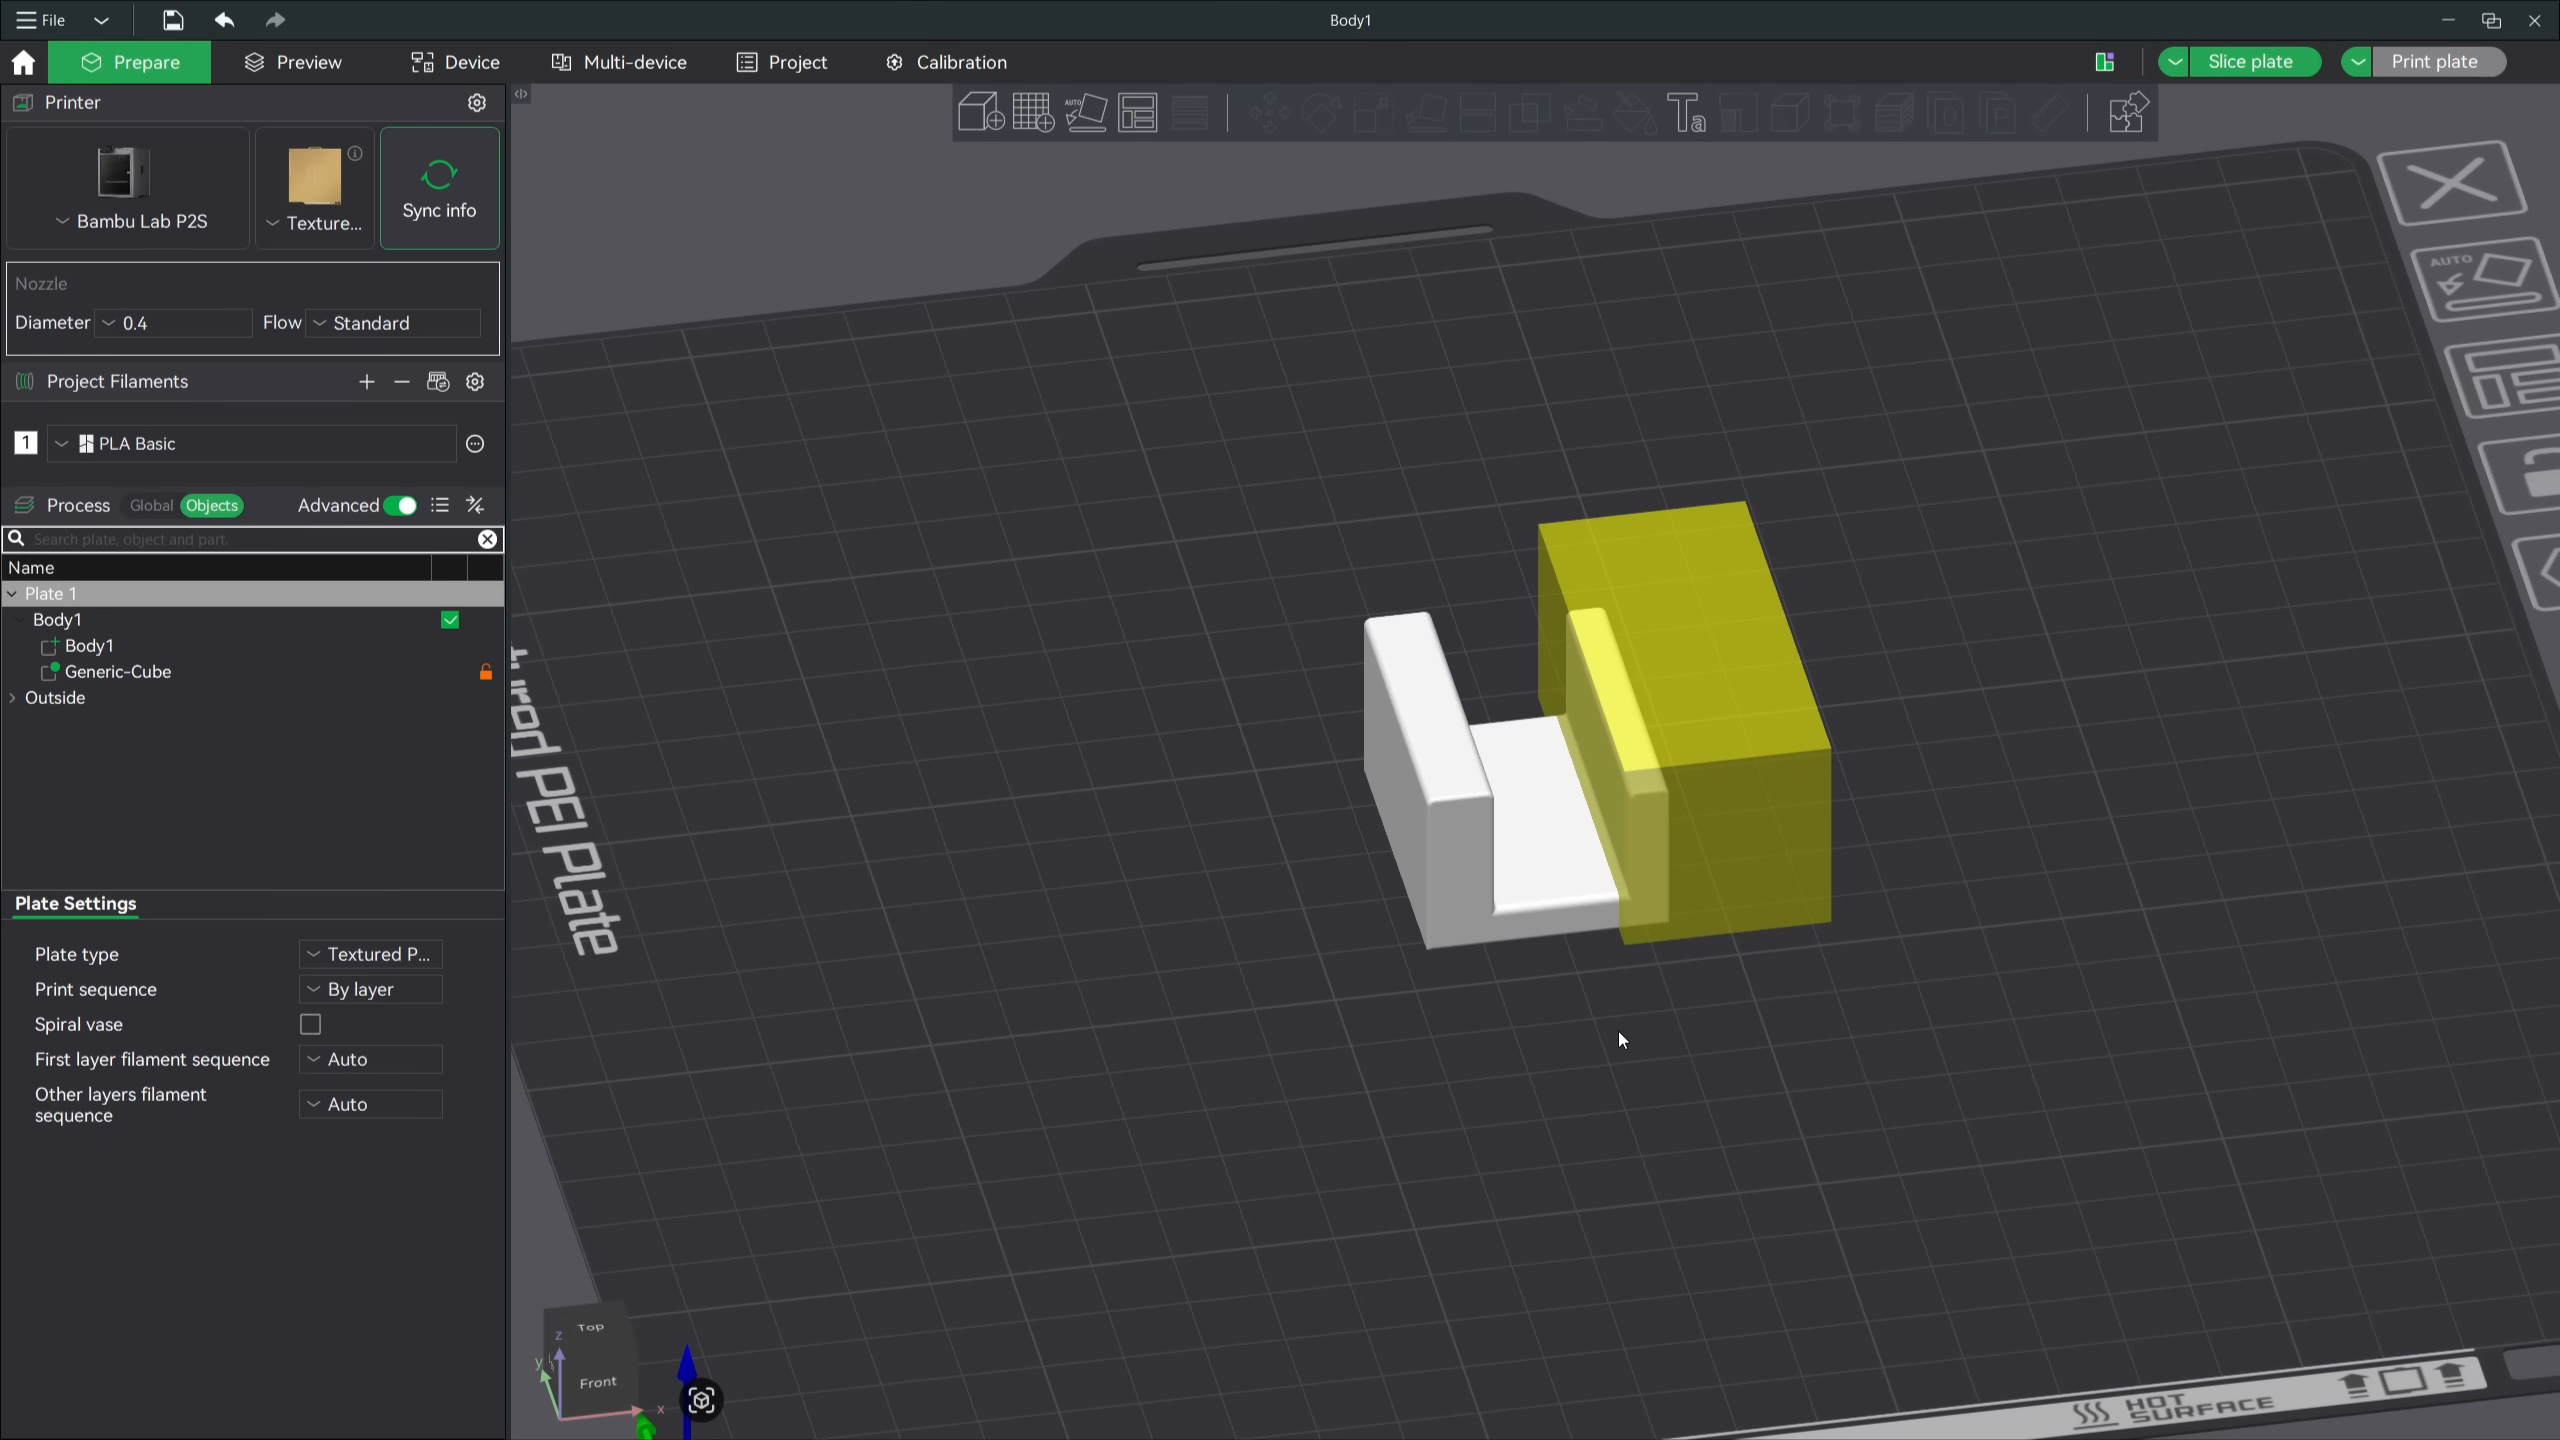 File
Body1
Prepare
Preview
Device
Multi-device
Project
Calibration
Slice plate
Print plate
Printer
Bambu Lab P2S
Texture...
Sync info
Nozzle
Diameter 0.4 Flow Standard
Project Filaments
1 PLA Basic
Process Global Objects Advanced
Search plate, object and part.
Name
Plate 1
Body1
Body1
Generic-Cube
Outside
Plate Settings
Plate type Textured P...
Print sequence By layer
Spiral vase
First layer filament sequence Auto
Other layers filament
sequence
Auto
AUTO
Ta
AUTO
PEI Plate
Top
Front
z
y
x
HOT
SURFACE